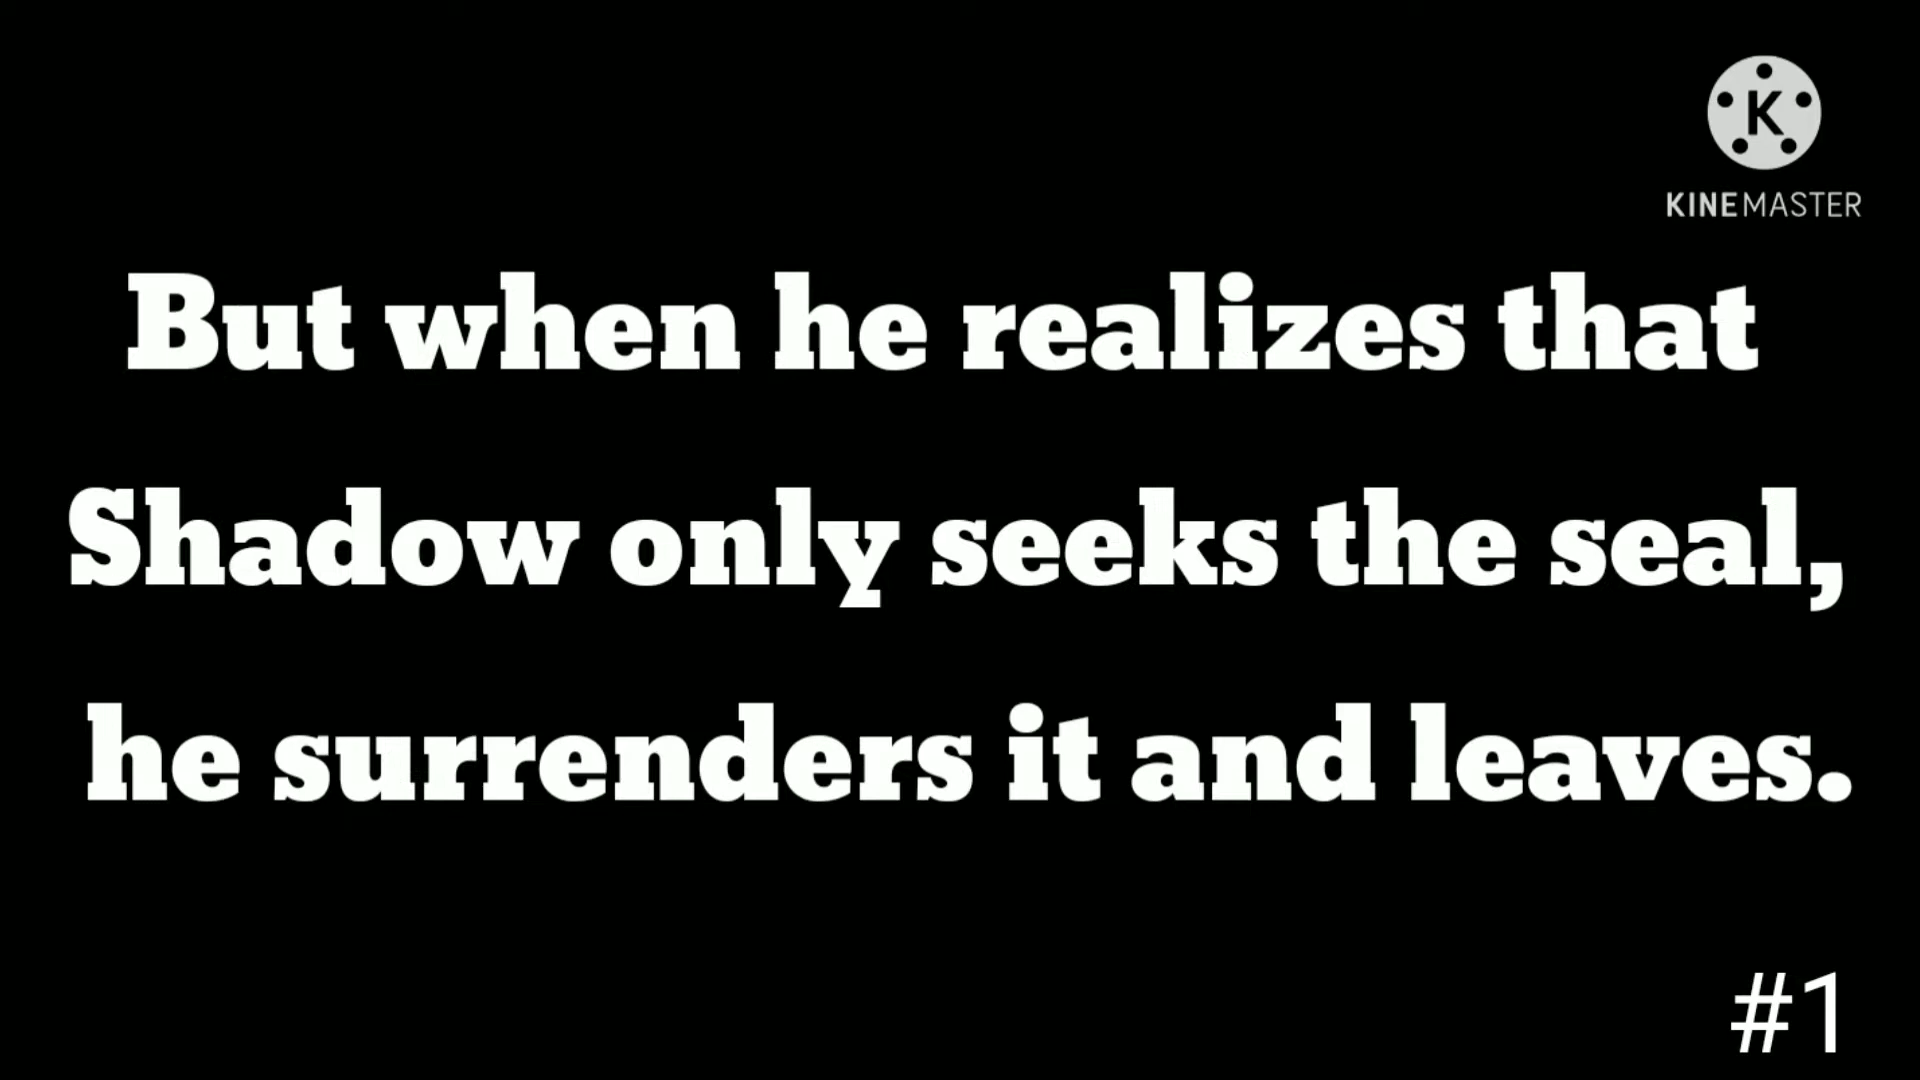 K
KINEMASTER
But when he realizes that
Shadow only seeks the seal,
he surrenders it and leaves.
#1